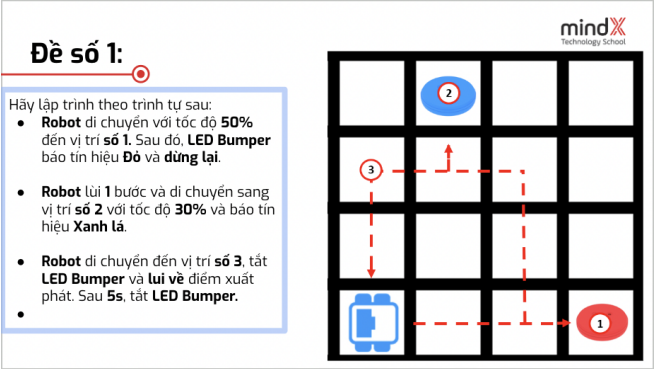 mindX
Technology School
Đề số 1:
Hãy lập trình theo trình tự sau:
● Robot di chuyển với tốc độ 50%
đến vị trí số 1. Sau đó, LED Bumper
báo tín hiệu Đỏ và dừng lại.
● Robot lùi 1 bước và di chuyển sang
vị trí số 2 với tốc độ 30% và báo tín
hiệu Xanh lá.
● Robot di chuyển đến vị trí số 3, tắt
LED Bumper và lui về điểm xuất
phát. Sau 5s, tắt LED Bumper.
●
2
3
1